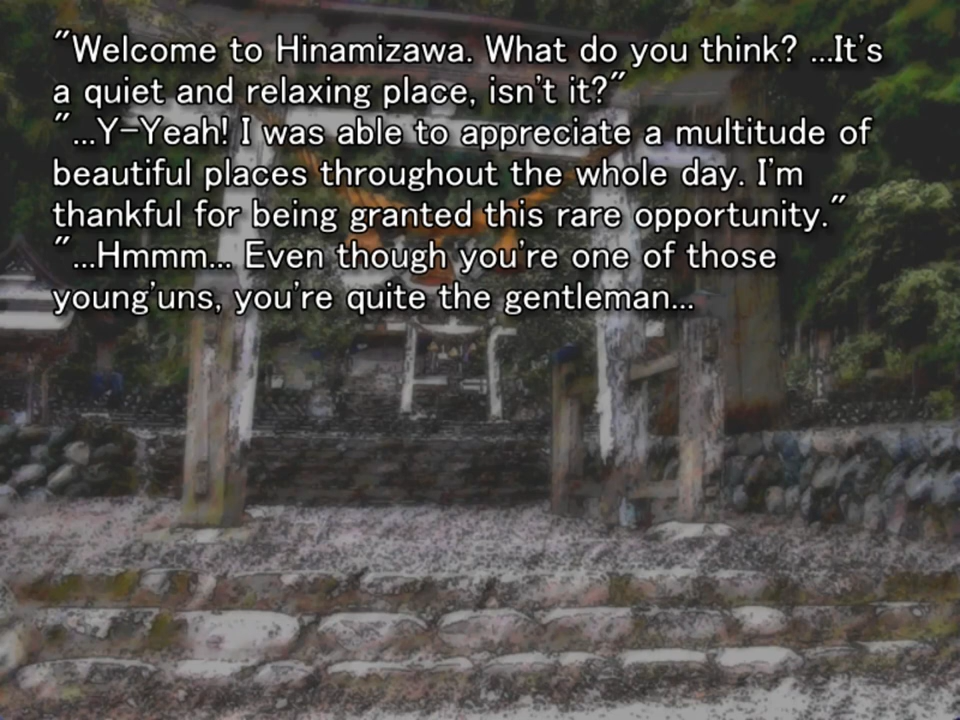 "Welcome to Hinamizawa. What do you think? ...It's
a quiet and relaxing place, isn't it?"
"...Y-Yeah! I was able to appreciate a multitude of
beautiful places throughout the whole day. I'm
thankful for being granted this rare opportunity."
"...Hmmm... Even though you're one of those
young'uns, you're quite the gentleman...